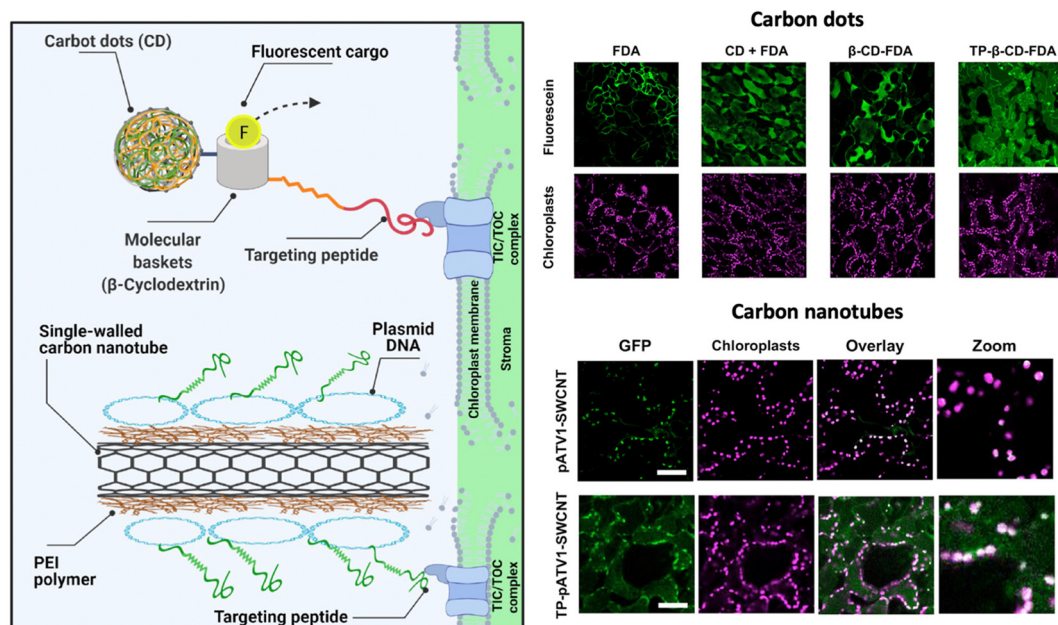 Carbot dots (CD)
Fluorescent cargo
F
Molecular
baskets
(β-Cyclodextrin)
Targeting peptide
TIC/TOC
complex
Single-walled
carbon nanotube
Plasmid
DNA
Chloroplast membrane
Stroma
PEI
polymer
Targeting peptide
TIC/TOC
complex
Carbon dots
FDA
CD + FDA
β-CD-FDA
TP-β-CD-FDA
Fluorescein
Chloroplasts
Carbon nanotubes
GFP
Chloroplasts
Overlay
Zoom
pATV1-SWCNT
TP-pATV1-SWCNT